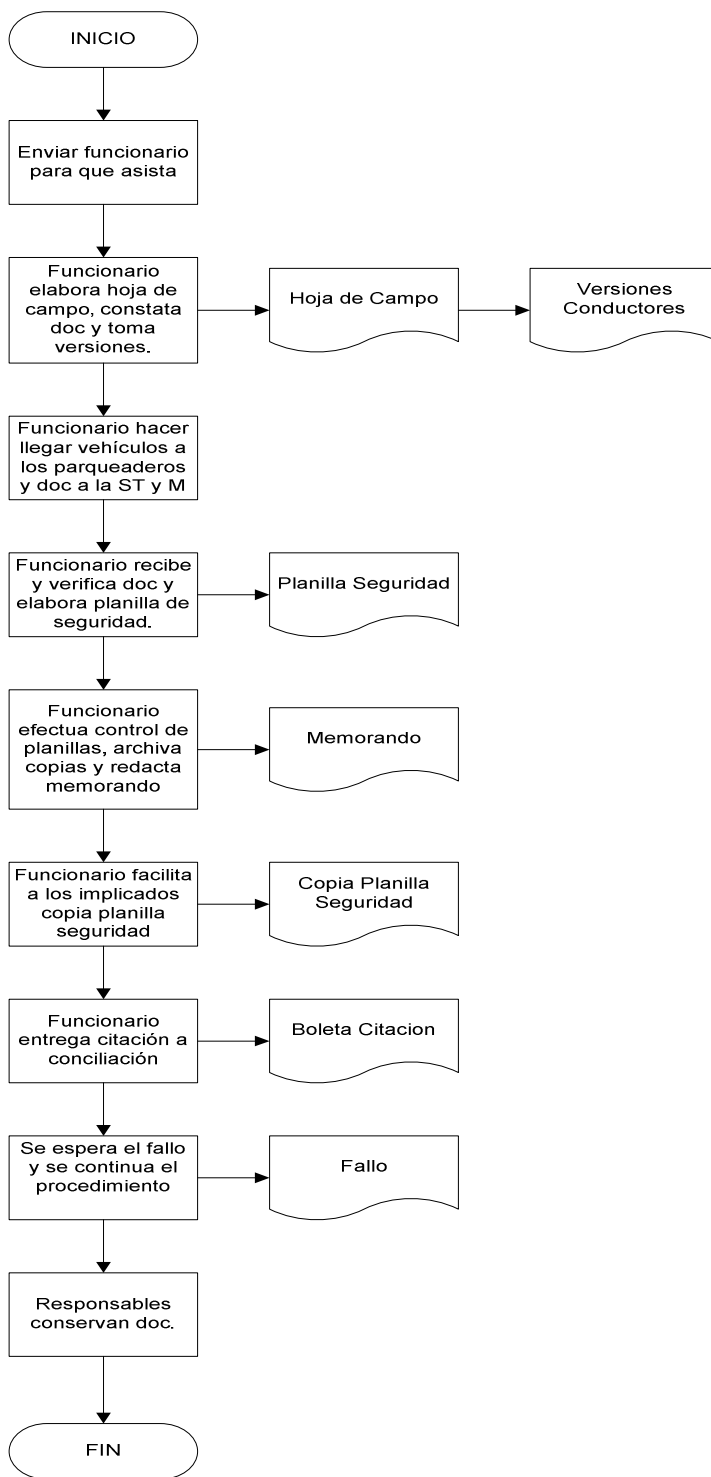 INICIO
Enviar funcionario
para que asista
Funcionario
elabora hoja de
campo, constata
doc y toma
versiones.
Hoja de Campo
Versiones
Conductores
Funcionario hacer
llegar vehículos a
los parqueaderos
y doc a la ST y M
Funcionario recibe
y verifica doc y
elabora planilla de
seguridad.
Planilla Seguridad
Funcionario
efectua control de
planillas, archiva
copias y redacta
memorando
Memorando
Funcionario facilita
a los implicados
copia planilla
seguridad
Copia Planilla
Seguridad
Funcionario
entrega citación a
conciliación
Boleta Citacion
Se espera el fallo
y se continua el
procedimiento
Fallo
Responsables
conservan doc.
FIN